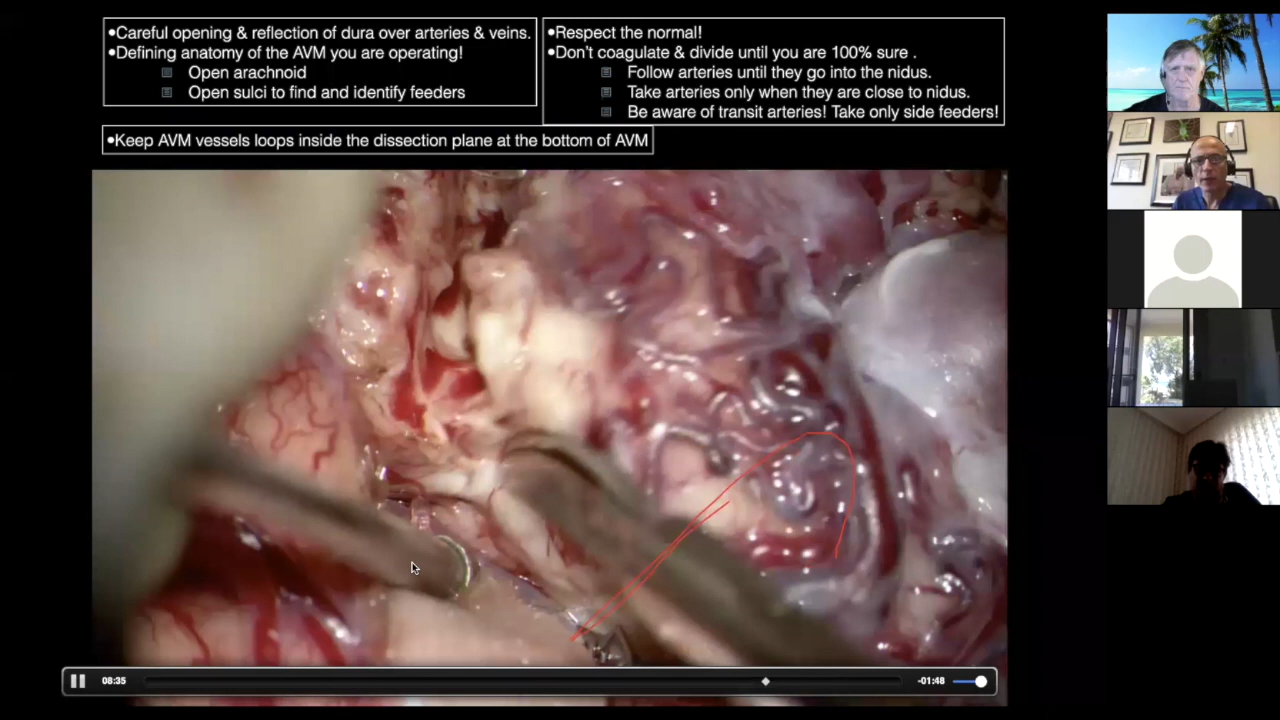 •Careful opening & reflection of dura over arteries & veins.
•Defining anatomy of the AVM you are operating!
Open arachnoid
Open sulci to find and identify feeders
•Respect the normal!
•Don't coagulate & divide until you are 100% sure .
Follow arteries until they go into the nidus.
Take arteries only when they are close to nidus.
Be aware of transit arteries! Take only side feeders!
•Keep AVM vessels loops inside the dissection plane at the bottom of AVM
08:35
-01:48